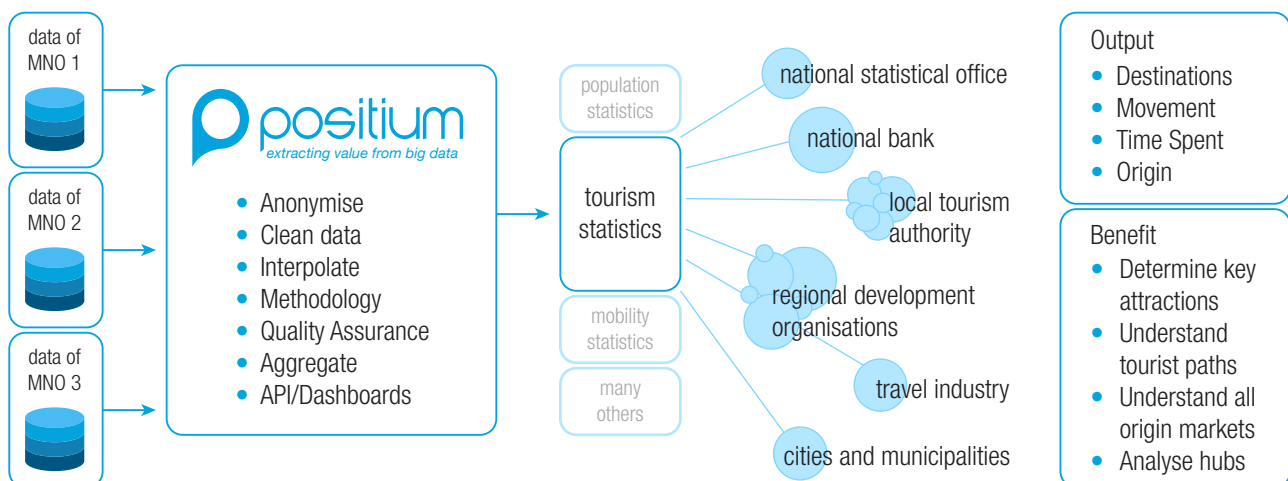 data of
MNO 1
data of
MNO 2
data of
MNO 3
positium
extracting value from big data
• Anonymise
• Clean data
• Interpolate
• Methodology
• Quality Assurance
• Aggregate
• API/Dashboards
population
statistics
tourism
statistics
mobility
statistics
many
others
national statistical office
national bank
local tourism
authority
regional development
organisations
travel industry
cities and municipalities
Output
• Destinations
• Movement
• Time Spent
• Origin
Benefit
• Determine key
attractions
• Understand
tourist paths
• Understand all
origin markets
• Analyse hubs